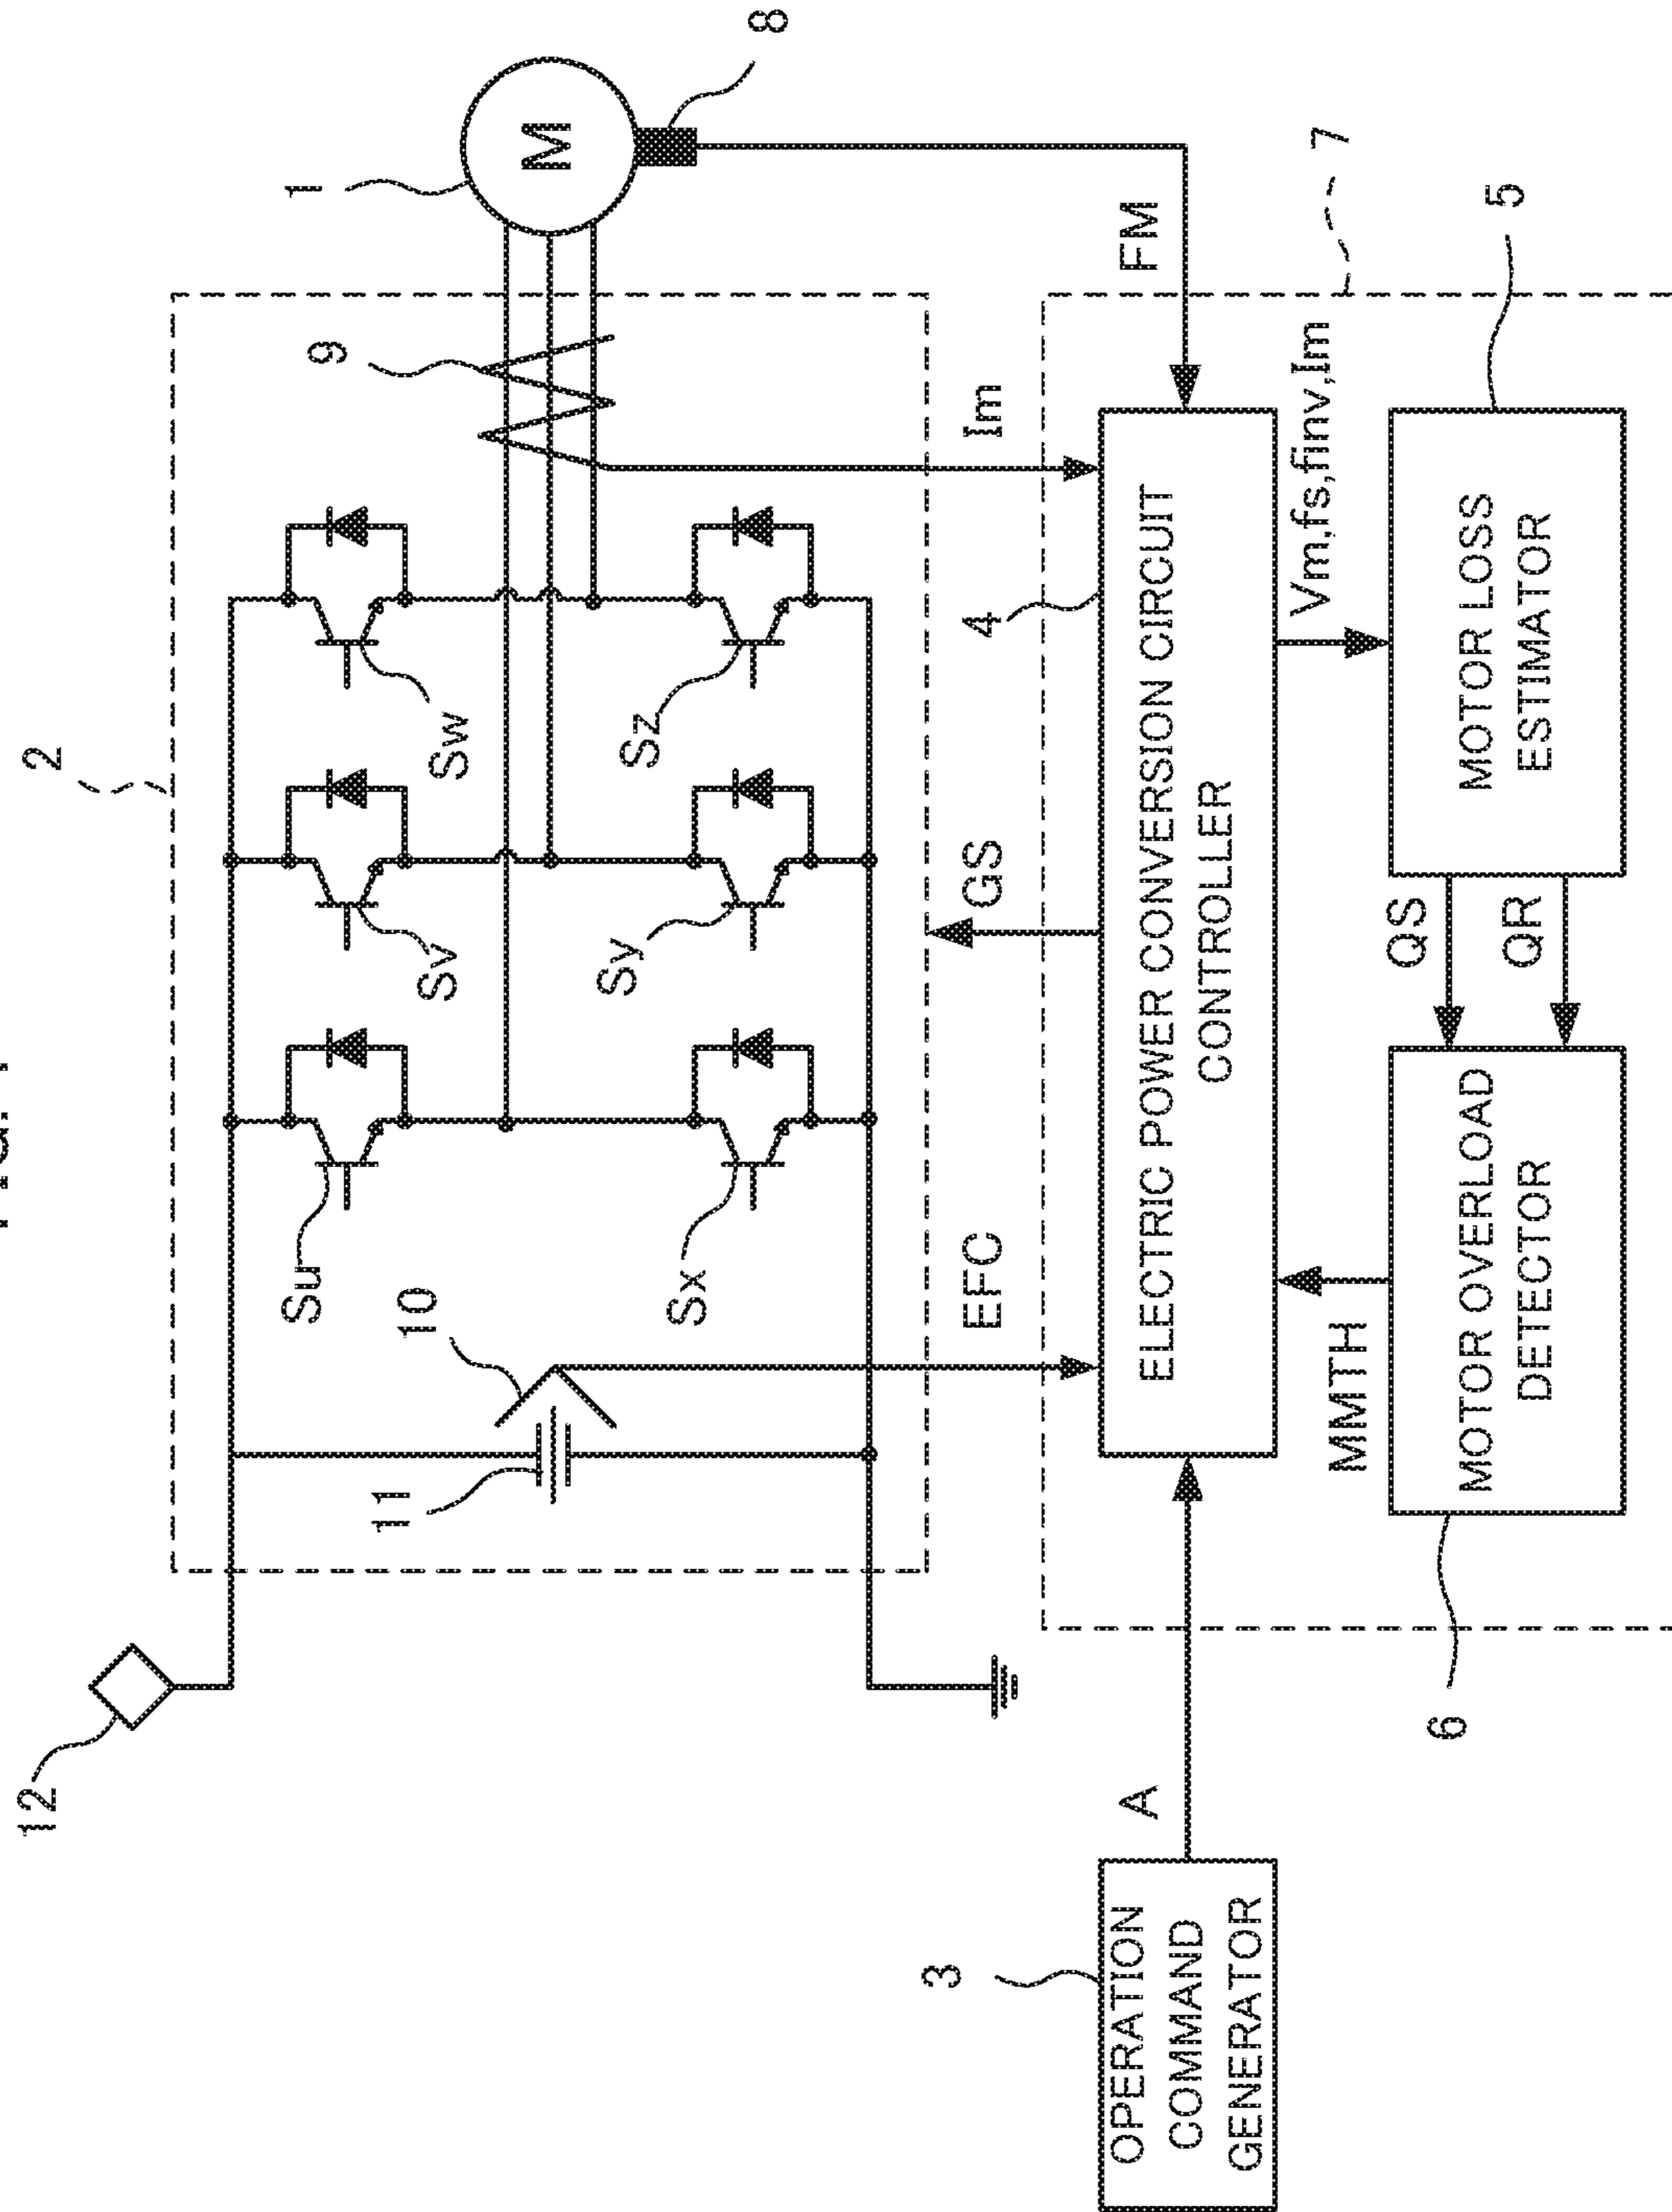 12
2
1
M
8
9
11
10
Su
Sv
Sw
Sx
Sy
Sz
EFC
GS
Im
FM
7
3
OPERATION
COMMAND
GENERATOR
A
4
ELECTRIC POWER CONVERSION CIRCUIT
CONTROLLER
MMTH
Vm,fs,finv,Im
6
MOTOR OVERLOAD
DETECTOR
QS
QR
5
MOTOR LOSS
ESTIMATOR